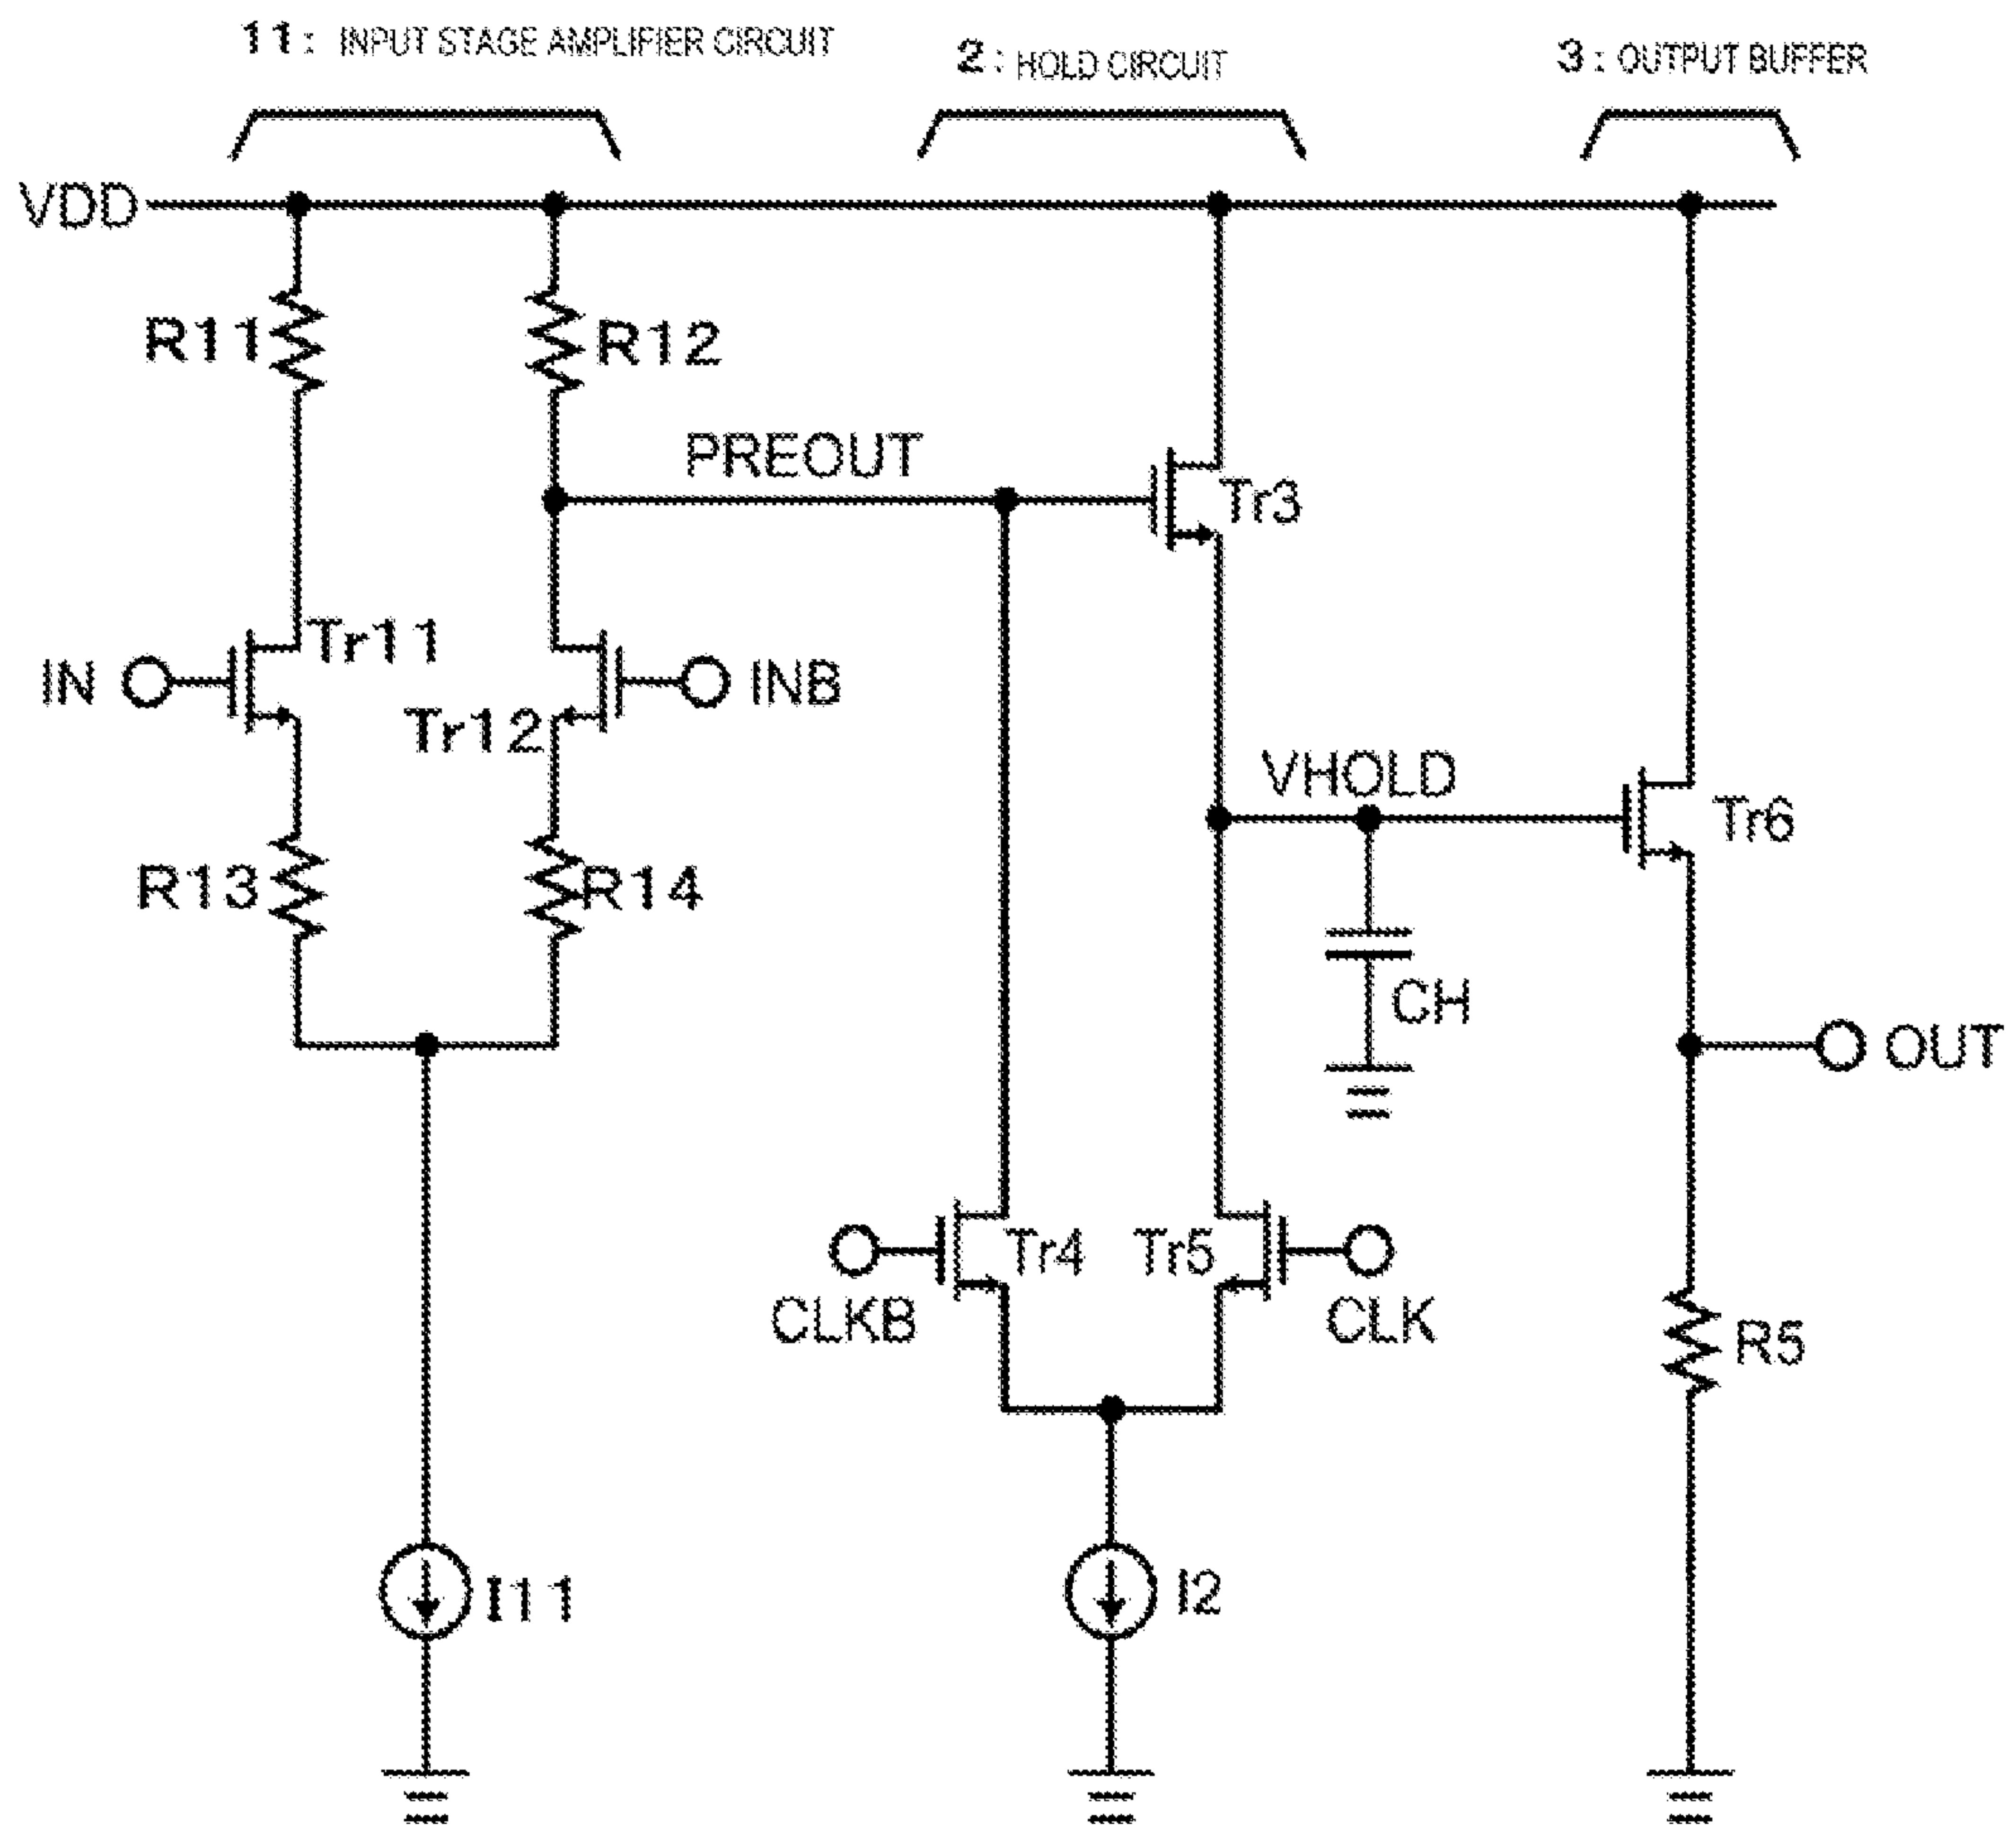 11: INPUT STAGE AMPLIFIER CIRCUIT
2: HOLD CIRCUIT
3: OUTPUT BUFFER
VDD
R11
R12
PREOUT
Tr3
IN
Tr11
Tr12
INB
VHOLD
Tr6
R13
R14
CH
OUT
CLKB
Tr4
Tr5
CLK
R5
I11
I2